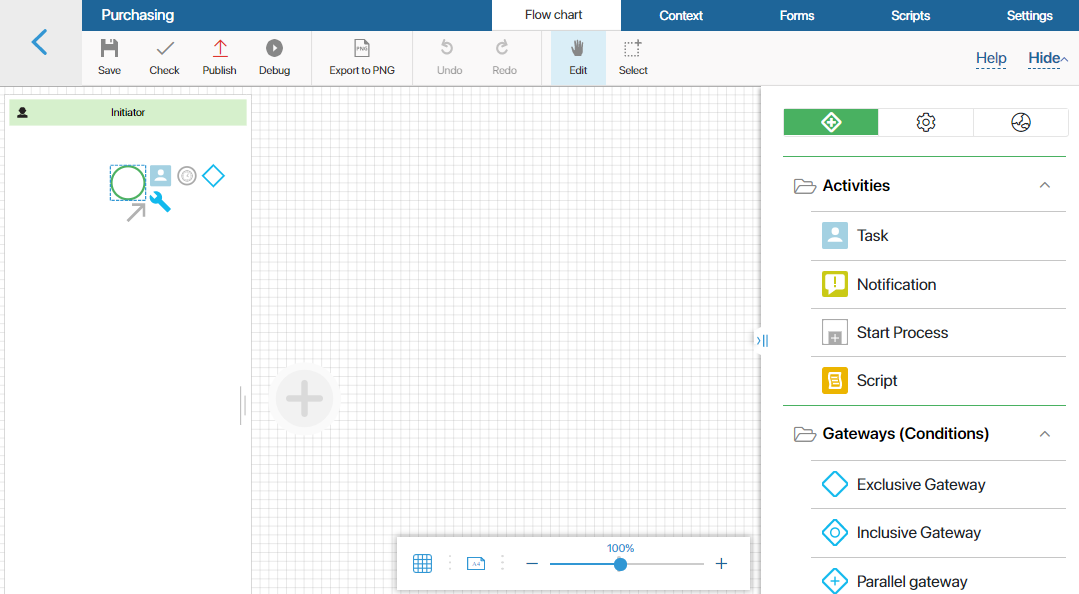 Purchasing
Flow chart
Context
Forms
Scripts
Settings
Save
Check
Publish
Debug
PNG
Export to PNG
Undo
Redo
Edit
Select
Help
Hide
Initiator
Activities
Task
Notification
Start Process
Script
Gateways (Conditions)
Exclusive Gateway
Inclusive Gateway
Parallel gateway
100%
A4